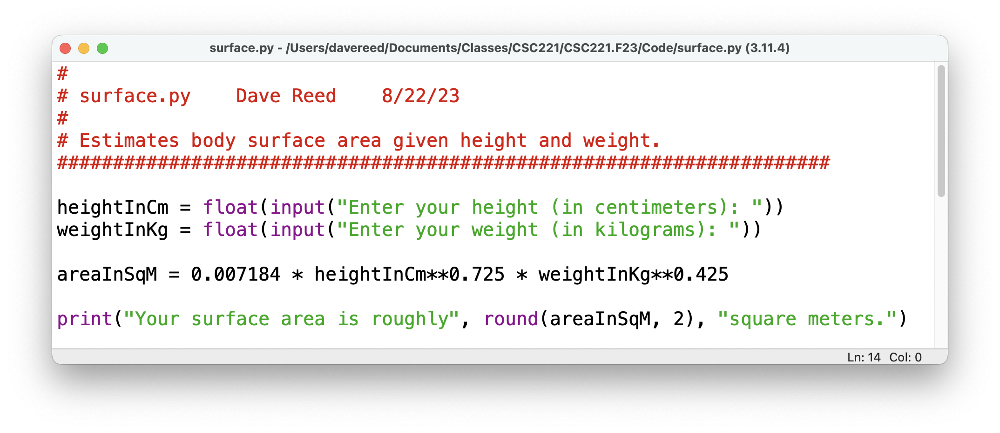 surface.py - /Users/davereed/Documents/Classes/CSC221/CSC221.F23/Code/surface.py (3.11.4)
#
# surface.py    Dave Reed    8/22/23
#
# Estimates body surface area given height and weight.
#####################################################################
heightInCm = float(input("Enter your height (in centimeters): "))
weightInKg = float(input("Enter your weight (in kilograms): "))
areaInSqM = 0.007184 * heightInCm**0.725 * weightInKg**0.425
print("Your surface area is roughly", round(areaInSqM, 2), "square meters.")
Ln: 14 Col: 0